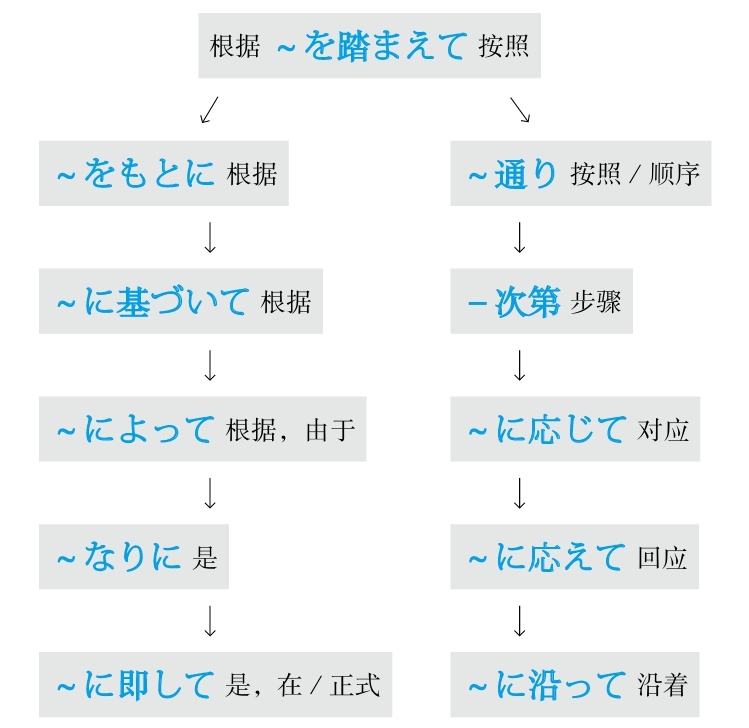 根据 ~を踏まえて 按照
~をもとに 根据
~に基づいて 根据
~によって 根据，由于
~なりに 是
~に即して 是，在 / 正式
~通り 按照 / 顺序
–次第 步骤
~に応じて 对应
~に応えて 回应
~に沿って 沿着